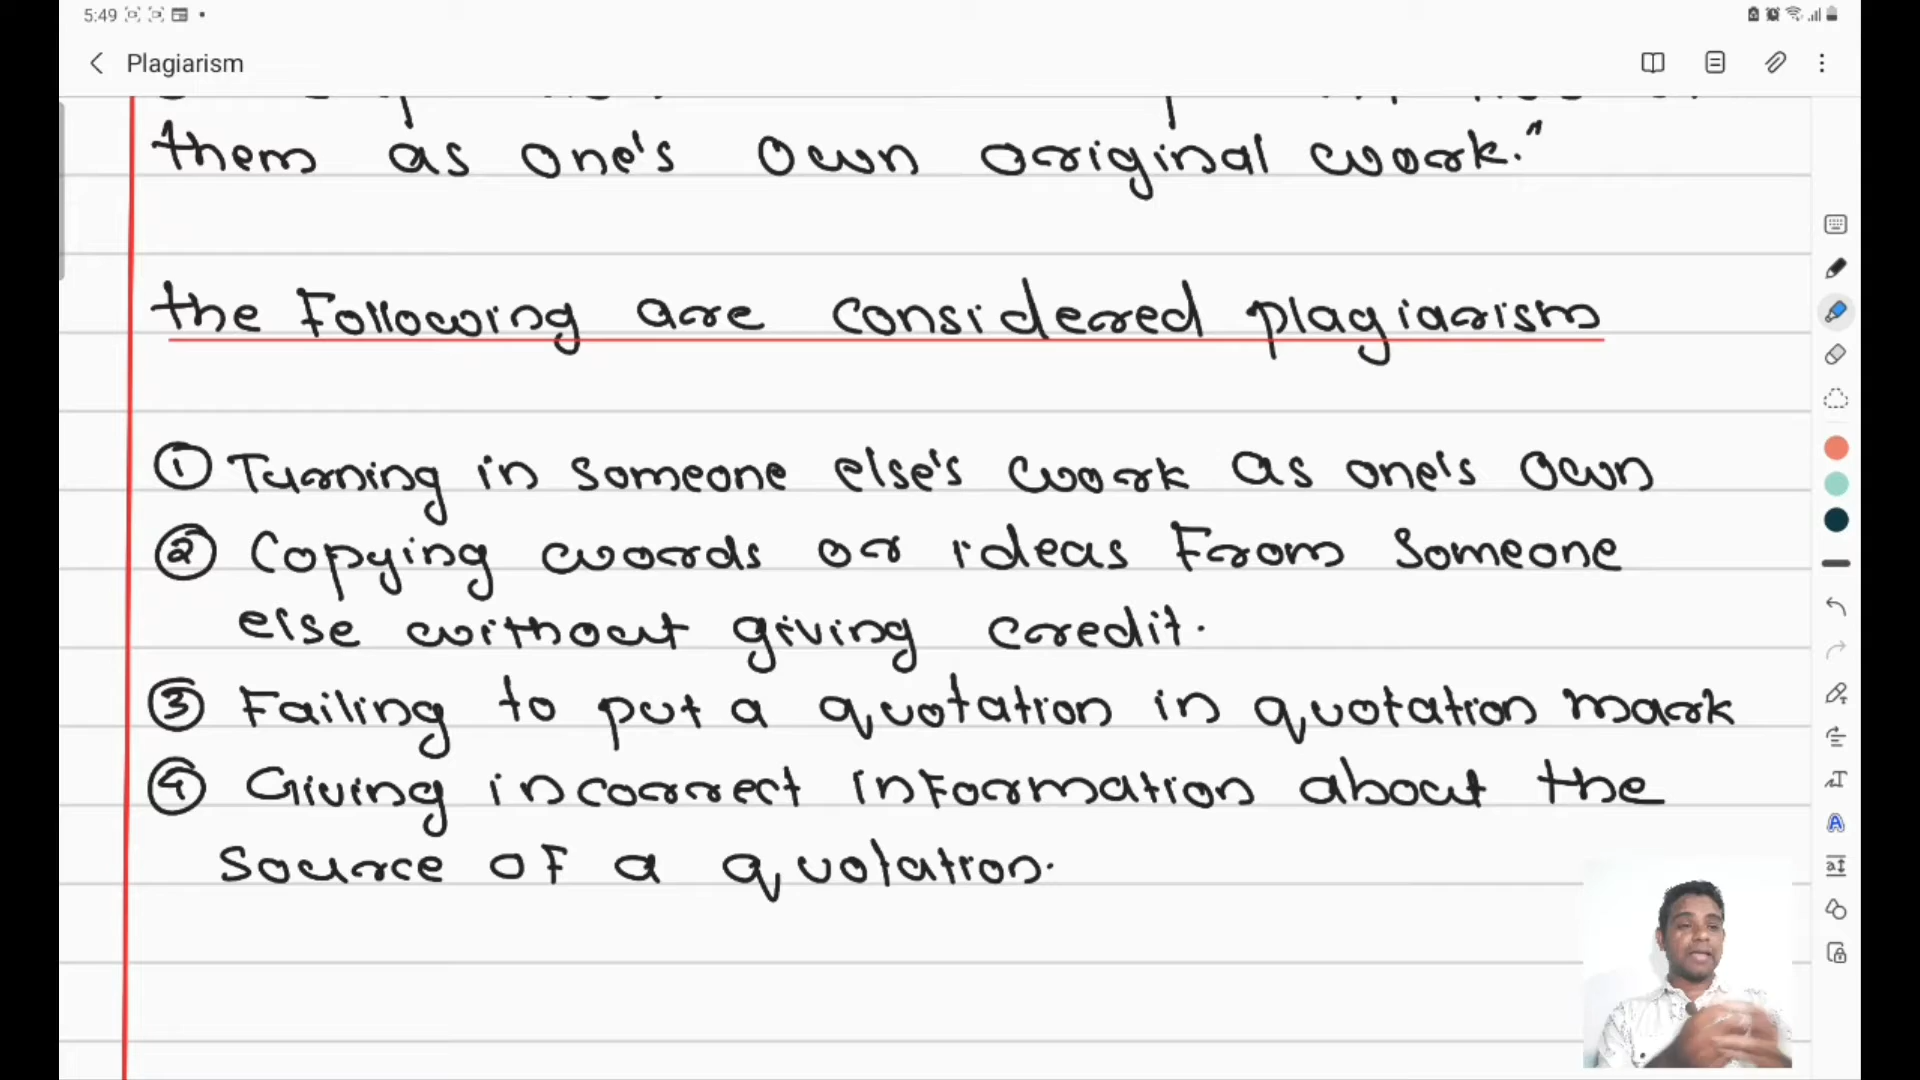 5:49
Plagiarism
them as one's own original work."
the Following are considered plagiarism
① Turning in someone else's work as one's own
② Copying words or ideas From Someone
else without giving credit.
③ Failing to put a quotation in quotation mark
④ Giving incorrect information about the
Source of a quotation.